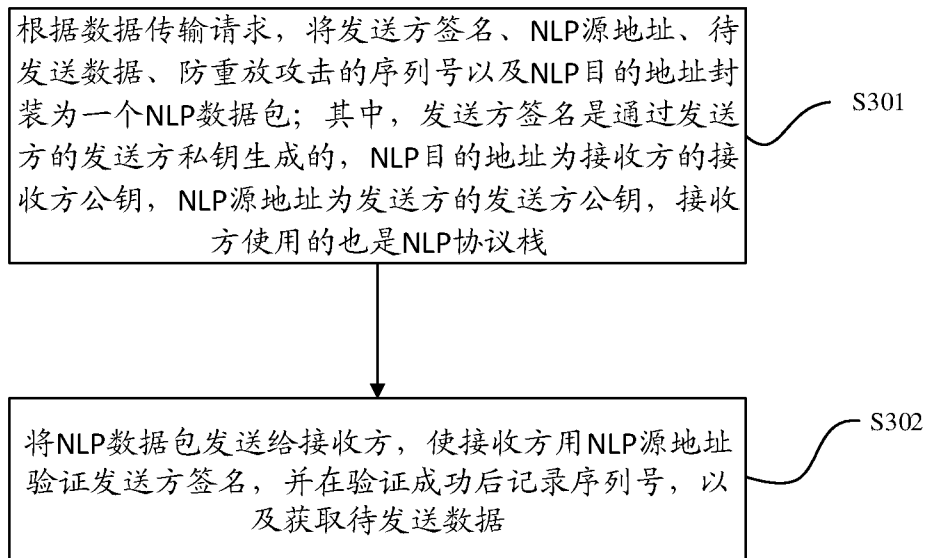 根据数据传输请求，将发送方签名、NLP源地址、待
发送数据、防重放攻击的序列号以及NLP目的地址封
装为一个NLP数据包；其中，发送方签名是通过发送
方的发送方私钥生成的，NLP目的地址为接收方的接
收方公钥，NLP源地址为发送方的发送方公钥，接收
方使用的也是NLP协议栈
S301
将NLP数据包发送给接收方，使接收方用NLP源地址
验证发送方签名，并在验证成功后记录序列号，以
及获取待发送数据
S302